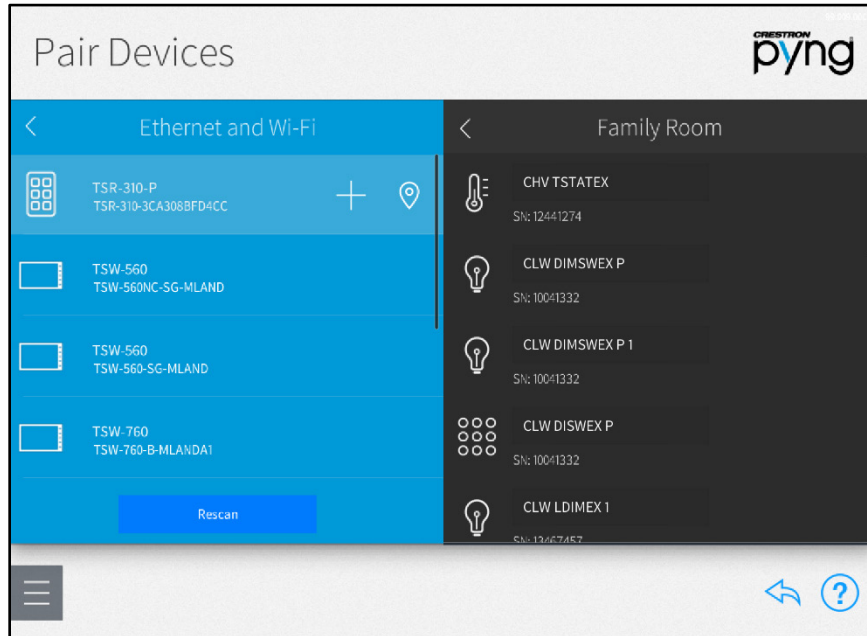 Pair Devices
CRESTRON
pyng
Ethernet and Wi-Fi
TSR-310-P
TSR-310-3CA308BFD4CC
TSW-560
TSW-560NC-SG-MLAND
TSW-560
TSW-560-SG-MLAND
TSW-760
TSW-760-B-MLANDA1
Rescan
Family Room
CHV TSTATEX
SN: 12441274
CLW DIMSWEX P
SN: 10041332
CLW DIMSWEX P 1
SN: 10041332
CLW DISWEX P
SN: 10041332
CLW LDIMEX 1
SN: 13467457
?